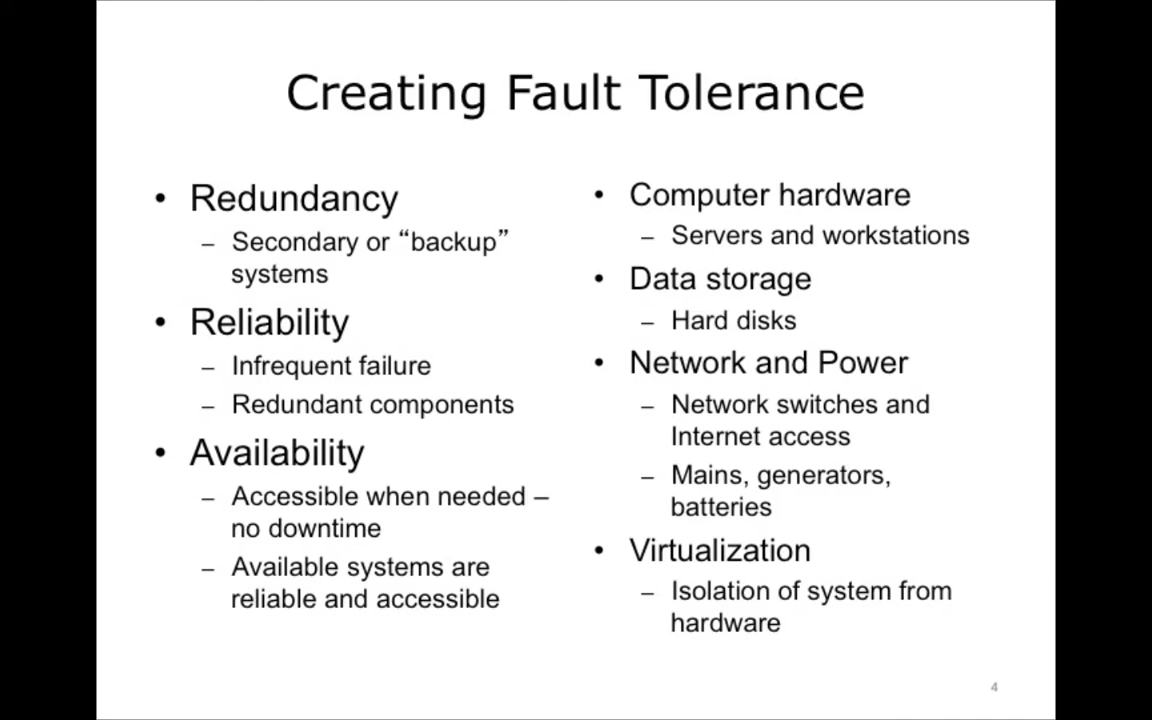 Creating Fault Tolerance
• Redundancy
– Secondary or “backup”
systems
• Reliability
– Infrequent failure
– Redundant components
• Availability
– Accessible when needed –
no downtime
– Available systems are
reliable and accessible
• Computer hardware
– Servers and workstations
• Data storage
– Hard disks
• Network and Power
– Network switches and
Internet access
– Mains, generators,
batteries
• Virtualization
– Isolation of system from
hardware
4